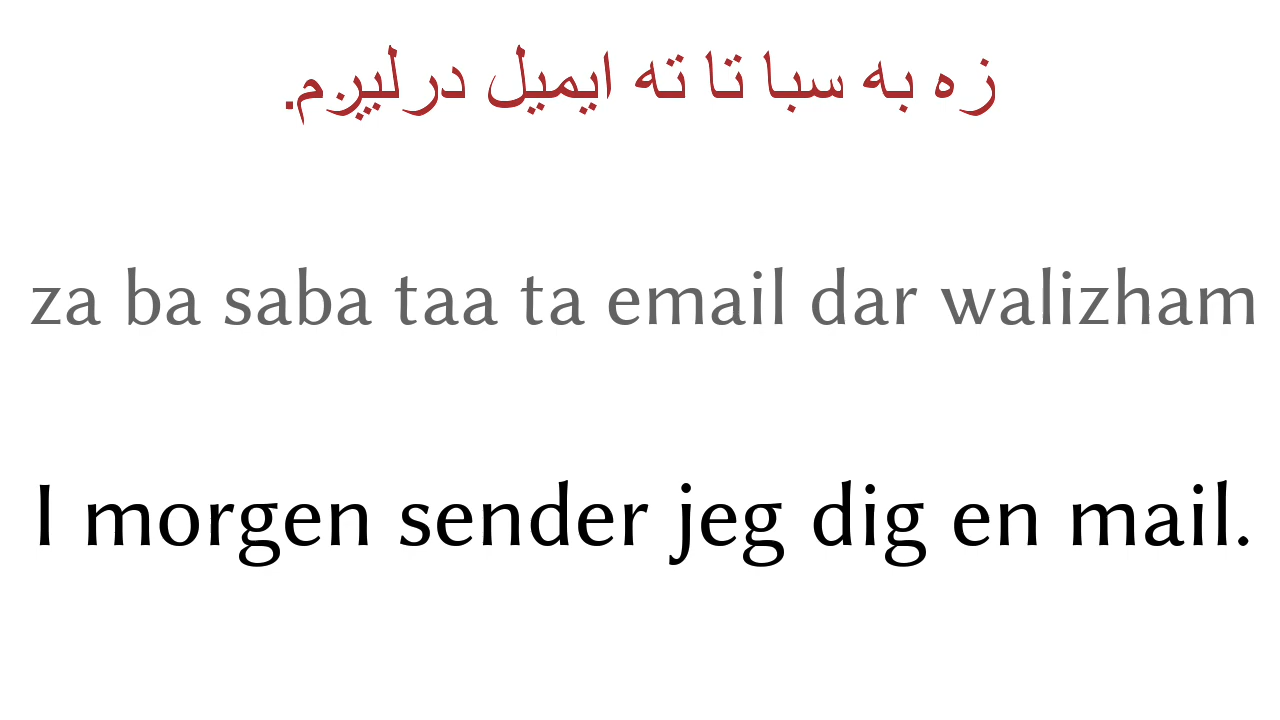 زه به سبا تا ته ایمیل درلیږم.
za ba saba taa ta email dar walizham
I morgen sender jeg dig en mail.